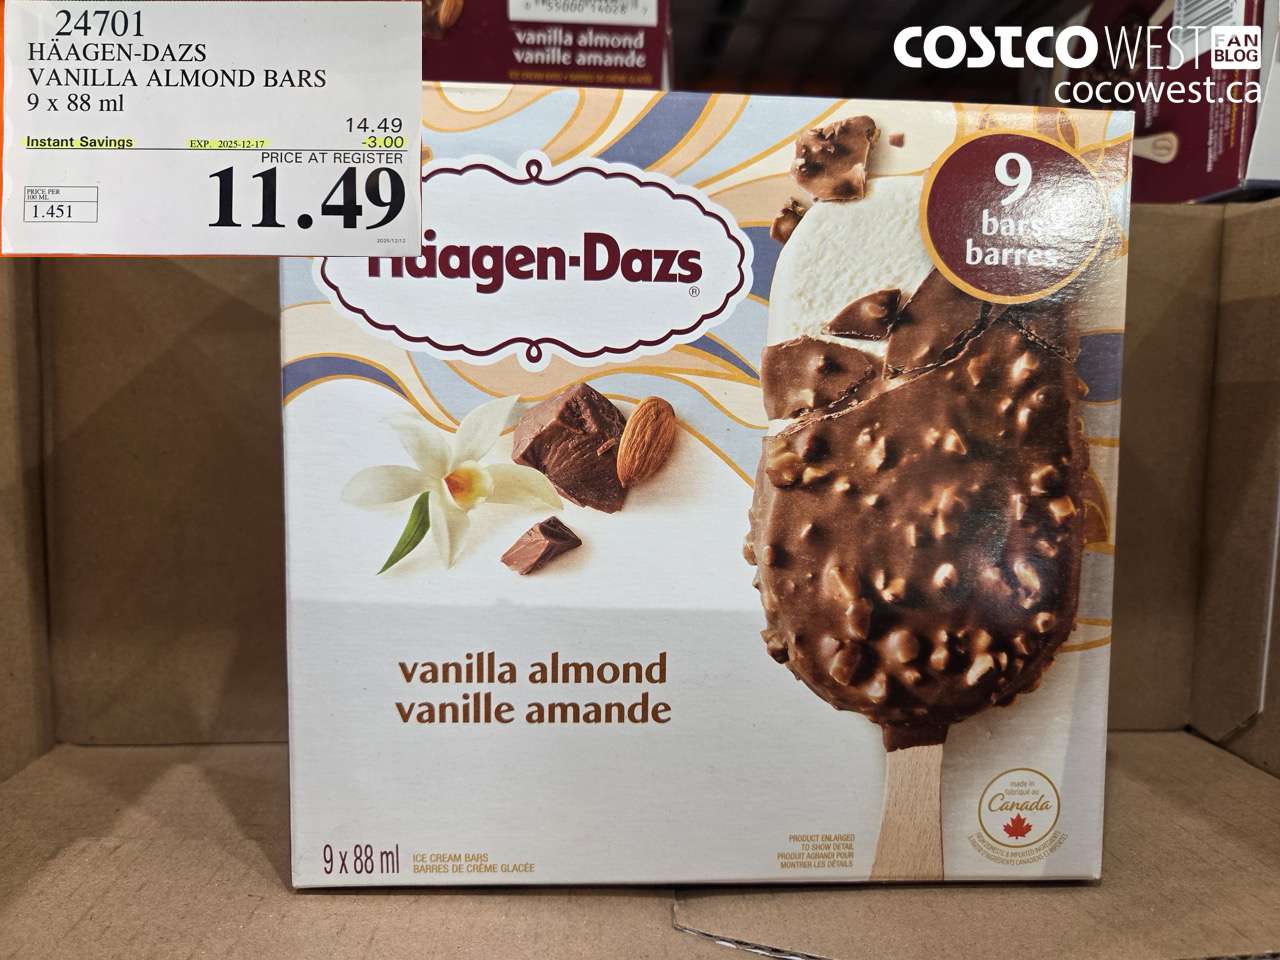 24701
HÄAGEN-DAZS
VANILLA ALMOND BARS
9 x 88 ml
14.49
Instant Savings EXP. 2025-12-17 -3.00
PRICE AT REGISTER
11.49
PRICE PER
100 ML
1.451
2025/12/12
vanilla almond
vanille amande
COSTCO WEST FAN BLOG
cocowest.ca
Häagen-Dazs
®
9
bars
barres
vanilla almond
vanille amande
9 x 88 ml
ICE CREAM BARS
BARRES DE CRÈME GLACÉE
PRODUCT ENLARGED
TO SHOW DETAIL
PRODUIT AGRANDI POUR
MONTRER LES DÉTAILS
made in
fabriqué au
Canada